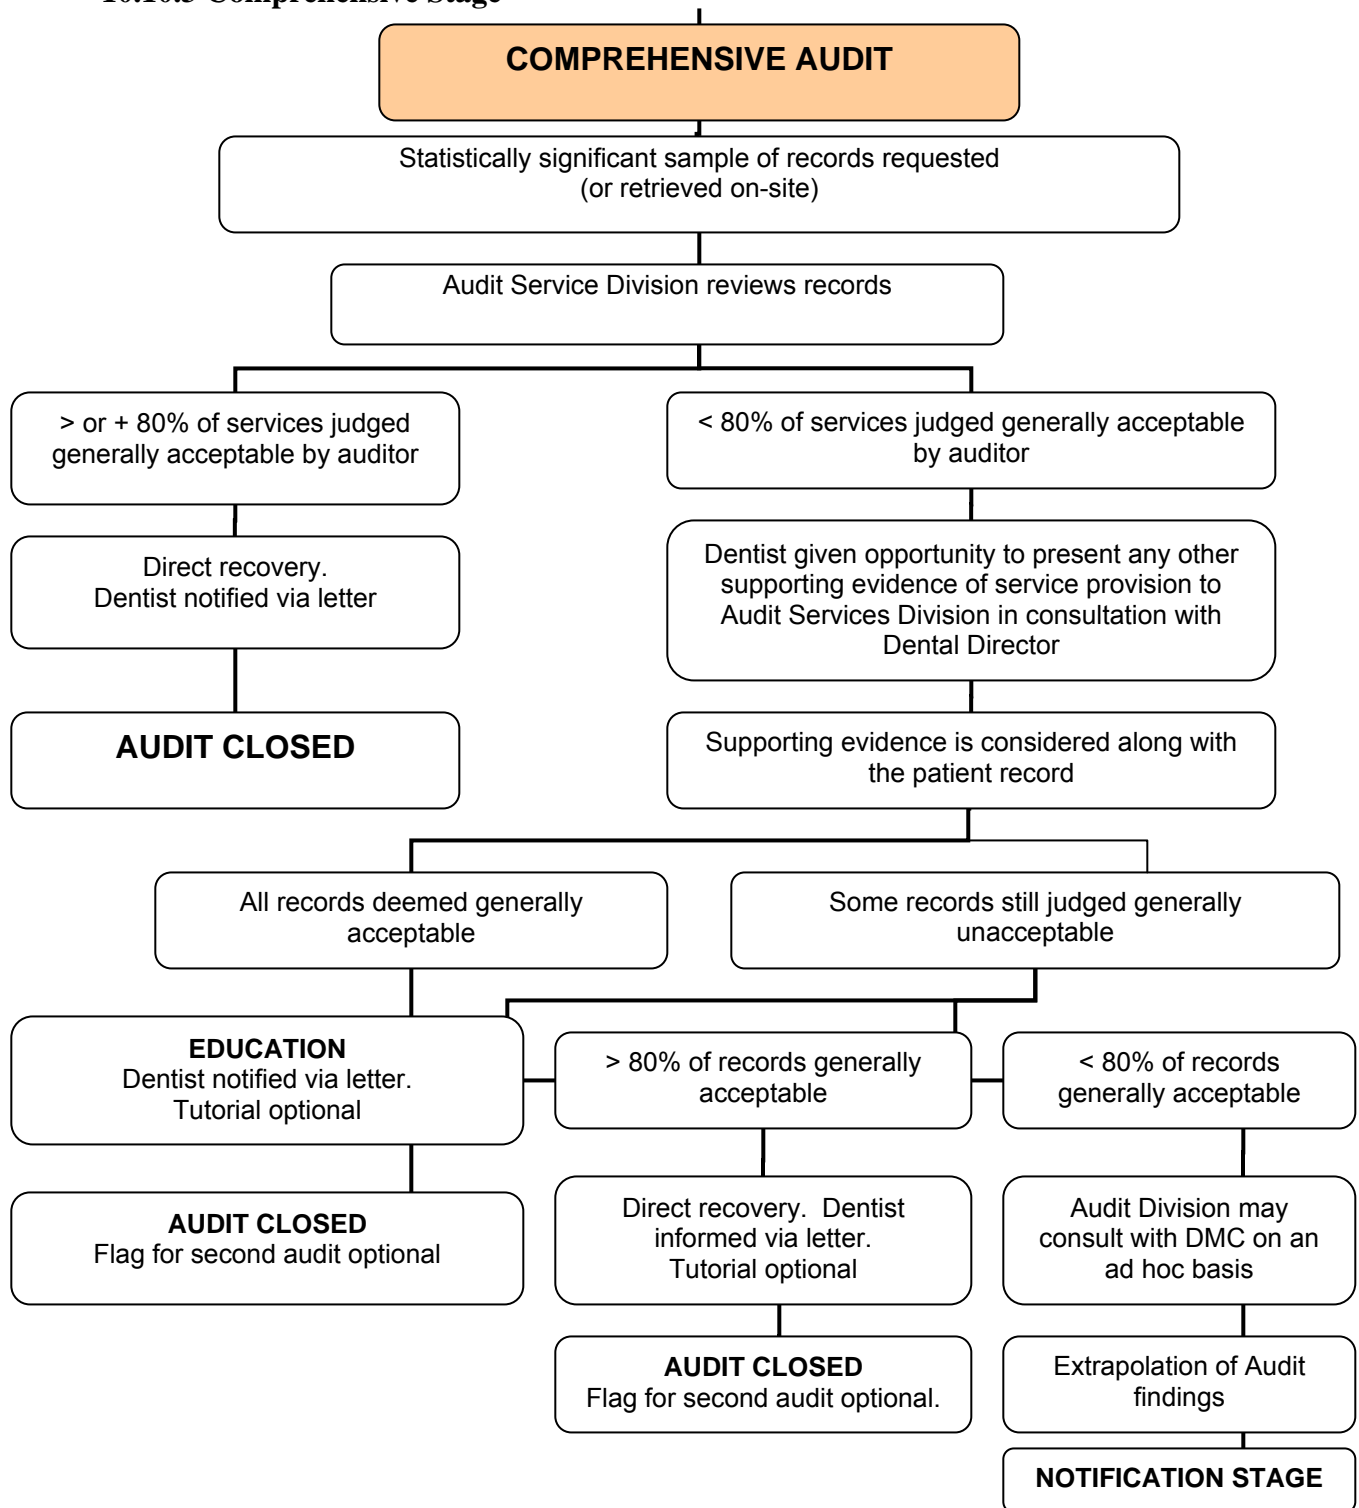 10.10.3 Comprehensive Stage
COMPREHENSIVE AUDIT
Statistically significant sample of records requested
(or retrieved on-site)
Audit Service Division reviews records
> or + 80% of services judged
generally acceptable by auditor
< 80% of services judged generally acceptable
by auditor
Direct recovery.
Dentist notified via letter
Dentist given opportunity to present any other
supporting evidence of service provision to
Audit Services Division in consultation with
Dental Director
AUDIT CLOSED
Supporting evidence is considered along with
the patient record
All records deemed generally
acceptable
Some records still judged generally
unacceptable
EDUCATION
Dentist notified via letter.
Tutorial optional
> 80% of records generally
acceptable
< 80% of records
generally acceptable
AUDIT CLOSED
Flag for second audit optional
Direct recovery.  Dentist
informed via letter.
Tutorial optional
Audit Division may
consult with DMC on an
ad hoc basis
AUDIT CLOSED
Flag for second audit optional.
Extrapolation of Audit
findings
NOTIFICATION STAGE